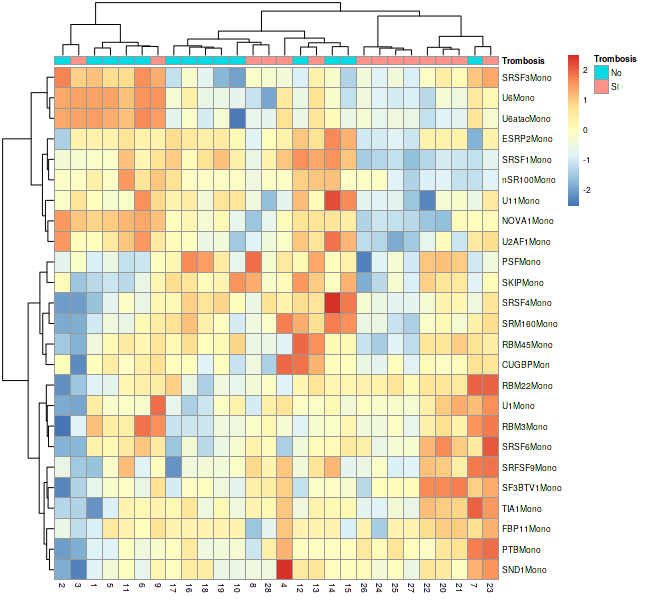 Trombosis
Trombosis
No
SI
2
1
0
-1
-2
SRSF3Mono
U6Mono
U6atacMono
ESRP2Mono
SRSF1Mono
nSR100Mono
U11Mono
NOVA1Mono
U2AF1Mono
PSFMono
SKIPMono
SRSF4Mono
SRM160Mono
RBM45Mono
CUGBPMon
RBM22Mono
U1Mono
RBM3Mono
SRSF6Mono
SRFSF9Mono
SF3BTV1Mono
TIA1Mono
FBP11Mono
PTBMono
SND1Mono
2 3 1 5 11 6 9 17 16 18 19 10 8 28 4 12 13 14 15 26 24 25 27 22 20 21 7 23